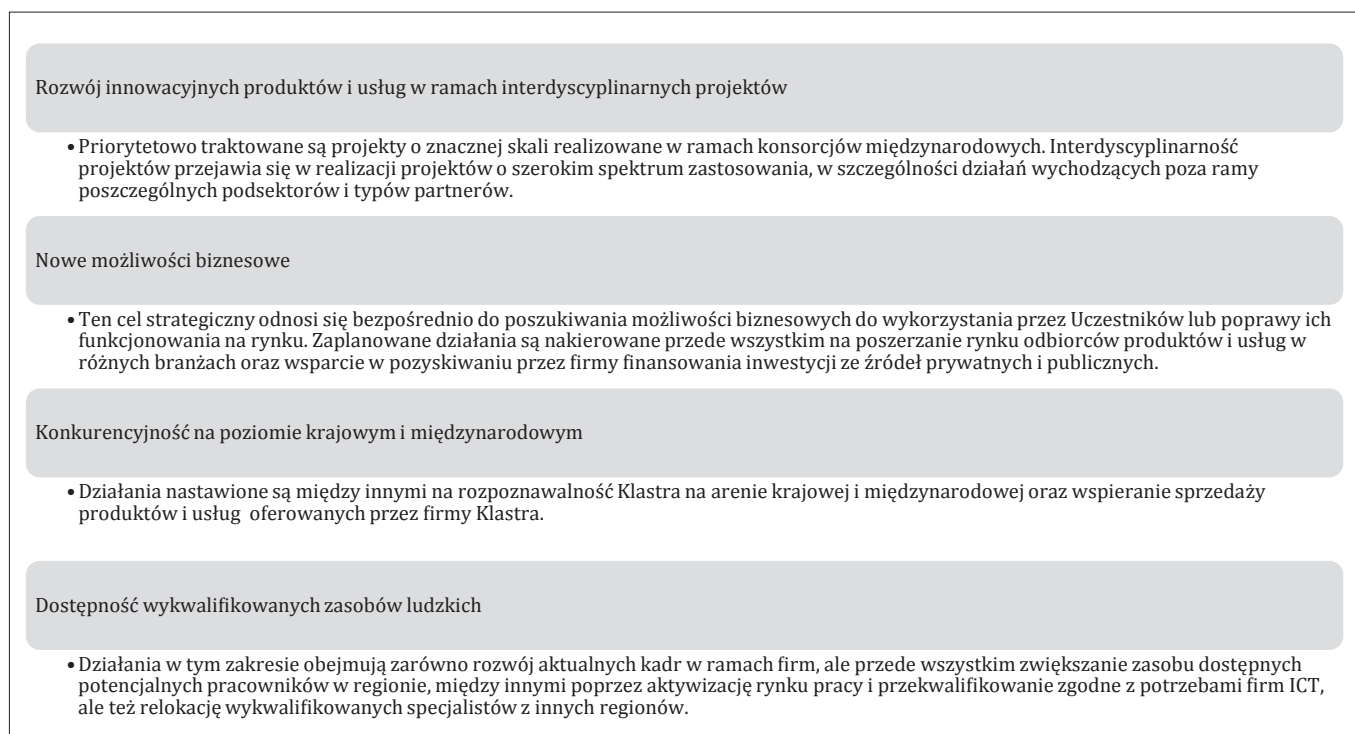 Rozwój innowacyjnych produktów i usług w ramach interdyscyplinarnych projektów
• Priorytetowo traktowane są projekty o znacznej skali realizowane w ramach konsorcjów międzynarodowych. Interdyscyplinarność
projektów przejawia się w realizacji projektów o szerokim spektrum zastosowania, w szczególności działań wychodzących poza ramy
poszczególnych podsektorów i typów partnerów.
Nowe możliwości biznesowe
• Ten cel strategiczny odnosi się bezpośrednio do poszukiwania możliwości biznesowych do wykorzystania przez Uczestników lub poprawy ich
funkcjonowania na rynku. Zaplanowane działania są nakierowane przede wszystkim na poszerzanie rynku odbiorców produktów i usług w
różnych branżach oraz wsparcie w pozyskiwaniu przez firmy finansowania inwestycji ze źródeł prywatnych i publicznych.
Konkurencyjność na poziomie krajowym i międzynarodowym
• Działania nastawione są między innymi na rozpoznawalność Klastra na arenie krajowej i międzynarodowej oraz wspieranie sprzedaży
produktów i usług oferowanych przez firmy Klastra.
Dostępność wykwalifikowanych zasobów ludzkich
• Działania w tym zakresie obejmują zarówno rozwój aktualnych kadr w ramach firm, ale przede wszystkim zwiększanie zasobu dostępnych
potencjalnych pracowników w regionie, między innymi poprzez aktywizację rynku pracy i przekwalifikowanie zgodne z potrzebami firm ICT,
ale też relokację wykwalifikowanych specjalistów z innych regionów.